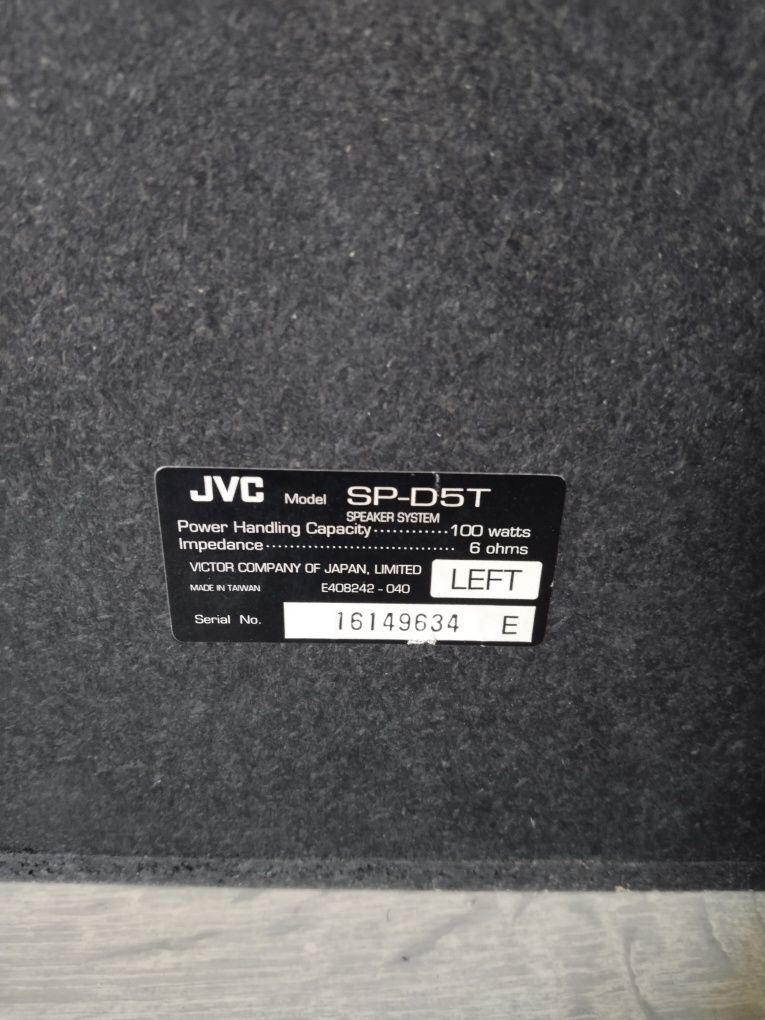 JVC Model SP-D5T
SPEAKER SYSTEM
Power Handling Capacity ·············· 100 watts
Impedance ································ 6 ohms
VICTOR COMPANY OF JAPAN, LIMITED
LEFT
MADE IN TAIWAN E408242-040
Serial No. 16149634 E